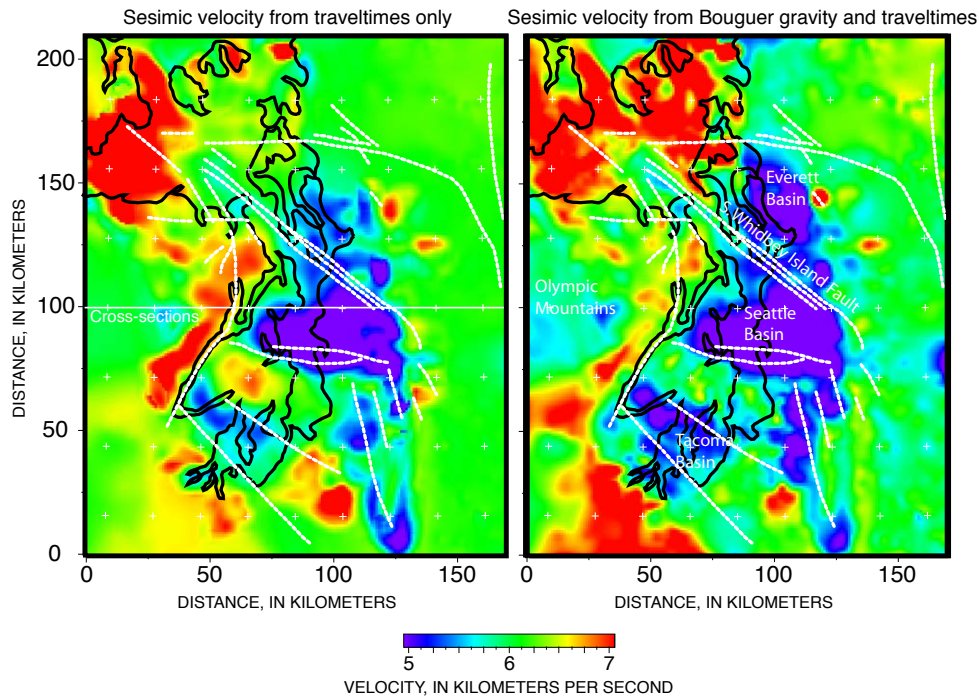 Sesimic velocity from traveltimes only
Sesimic velocity from Bouguer gravity and traveltimes
200
150
100
50
0
DISTANCE, IN KILOMETERS
Cross-sections
0
50
100
150
DISTANCE, IN KILOMETERS
Everett
Basin
S. Whidbey Island Fault
Olympic
Mountains
Seattle
Basin
Tacoma
Basin
0
50
100
150
DISTANCE, IN KILOMETERS
5
6
7
VELOCITY, IN KILOMETERS PER SECOND